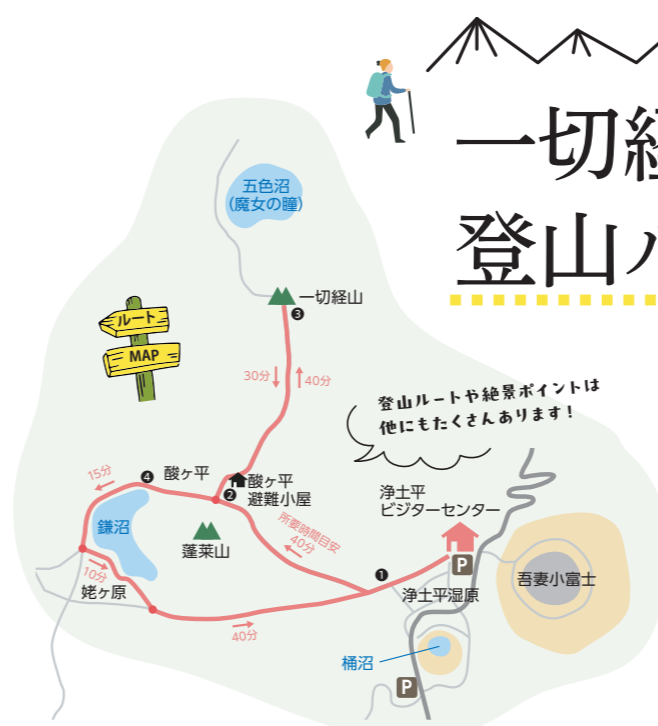 一切経
登山ル
五色沼
(魔女の瞳)
一切経山
❸
ルート
MAP
30分
40分
登山ルートや絶景ポイントは
他にもたくさんあります!
15分
❹
酸ヶ平
❷
酸ヶ平
避難小屋
浄土平
ビジターセンター
鎌沼
蓬莱山
所要時間目安
40分
❶
P
吾妻小富士
10分
姥ヶ原
浄土平湿原
40分
桶沼
P